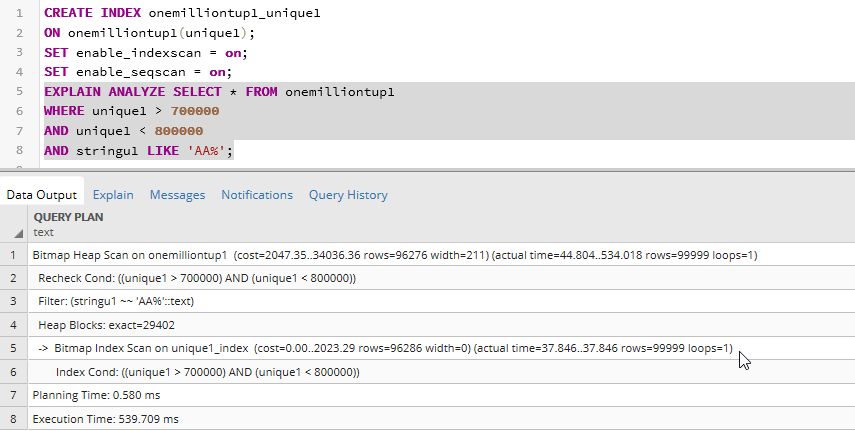 1 CREATE INDEX onemilliontup1_unique1
2 ON onemilliontup1(unique1);
3 SET enable_indexscan = on;
4 SET enable_seqscan = on;
5 EXPLAIN ANALYZE SELECT * FROM onemilliontup1
6 WHERE unique1 > 700000
7 AND unique1 < 800000
8 AND stringu1 LIKE 'AA%';
Data Output Explain Messages Notifications Query History
QUERY PLAN
text
1 Bitmap Heap Scan on onemilliontup1 (cost=2047.35..34036.36 rows=96276 width=211) (actual time=44.804..534.018 rows=99999 loops=1)
2 Recheck Cond: ((unique1 > 700000) AND (unique1 < 800000))
3 Filter: (stringu1 ~~ 'AA%'::text)
4 Heap Blocks: exact=29402
5 -> Bitmap Index Scan on unique1_index (cost=0.00..2023.29 rows=96286 width=0) (actual time=37.846..37.846 rows=99999 loops=1)
6 Index Cond: ((unique1 > 700000) AND (unique1 < 800000))
7 Planning Time: 0.580 ms
8 Execution Time: 539.709 ms